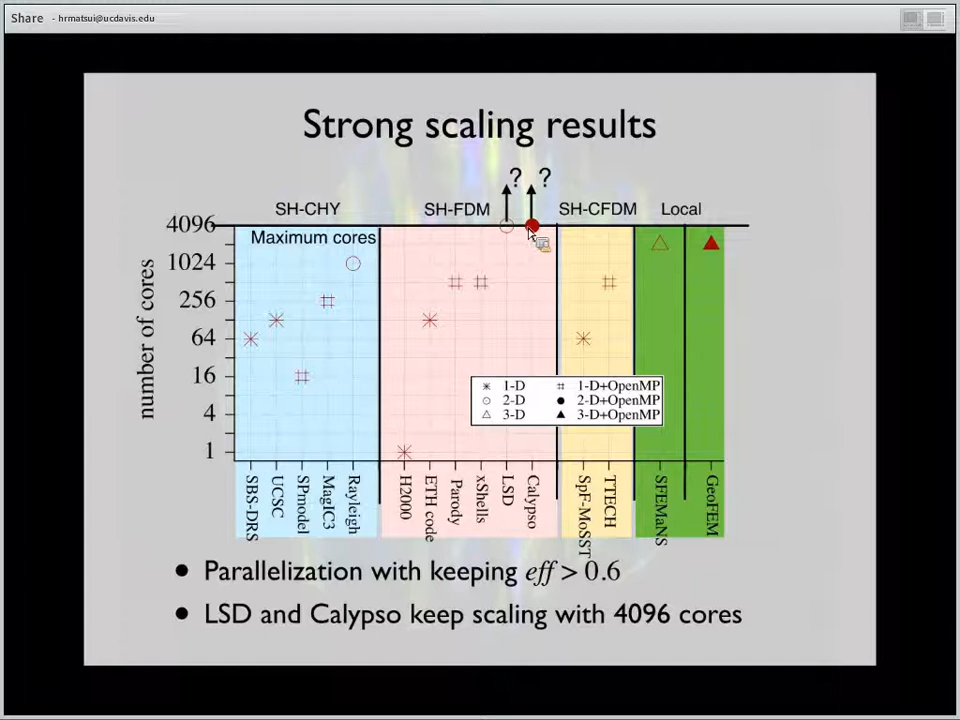 Share - hrmatsui@ucdavis.edu
Strong scaling results
? ?
SH-CHY SH-FDM SH-CFDM Local
Maximum cores
number of cores
4096
1024
256
64
16
4
1
1-D 1-D+OpenMP
2-D 2-D+OpenMP
3-D 3-D+OpenMP
SBS-DRS
UCSC
SPmodel
MagIC3
Rayleigh
H2000
ETH code
Parody
xShells
LSD
Calypso
SpF-MoSST
TTECH
SFEMaNS
GeoFEM
• Parallelization with keeping eff > 0.6
• LSD and Calypso keep scaling with 4096 cores